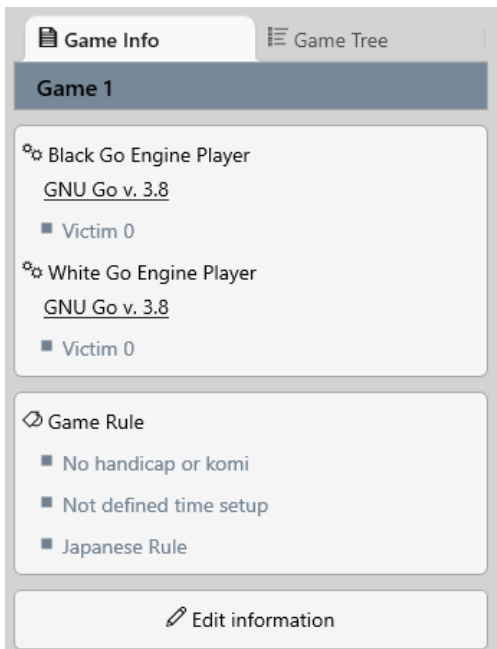 Game Info
Game Tree
Game 1
Black Go Engine Player
GNU Go v. 3.8
Victim 0
White Go Engine Player
GNU Go v. 3.8
Victim 0
Game Rule
No handicap or komi
Not defined time setup
Japanese Rule
Edit information